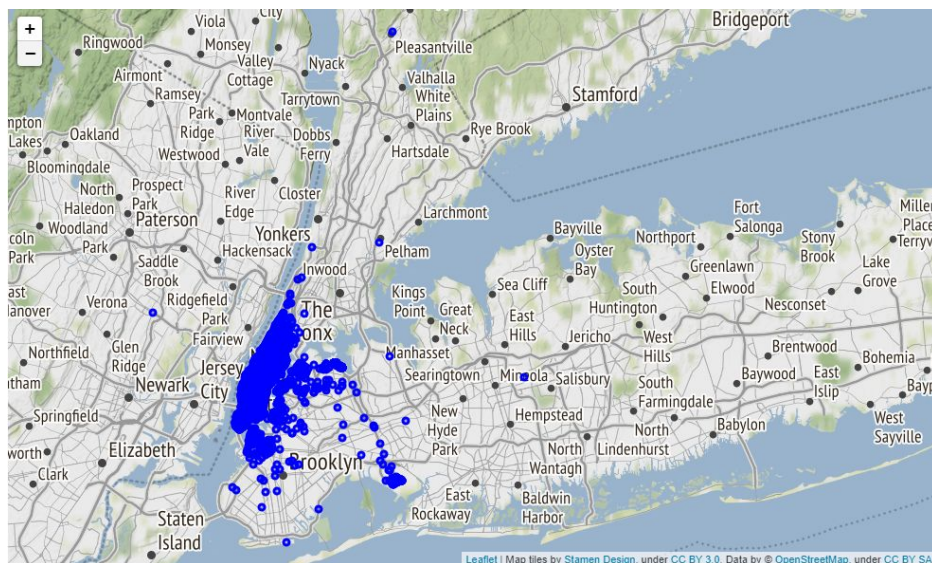 +
−
City
Bridgeport
Viola
Monsey
Ringwood
Pleasantville
Valley
Cottage
Nyack
Airmont
Ramsey
Tarrytown
Valhalla
White
Plains
Stamford
Park
Ridge
Montvale
River
Vale
Dobbs
Ferry
Rye Brook
Lakes
Oakland
Hartsdale
Bloomingdale
Westwood
North
Haledon
Prospect
Park
River
Edge
Closter
Larchmont
Woodland
Park
Paterson
Yonkers
Hackensack
Pelham
Bayville
Northport
Fort
Salonga
Stony
Brook
Miller
Place
Terryv
Park
Saddle
Brook
Inwood
Oyster
Bay
Greenlawn
Lake
Grove
Verona
Ridgefield
Park
The
Kings
Point
Great
Neck
Sea Cliff
South
Huntington
Elwood
Nesconset
Glen
Ridge
Fairview
East
Hills
Jericho
West
Hills
Brentwood
Bohemia
Northfield
Jersey
City
Manhasset
Searingtown
Mineola
Salisbury
Baywood
East
Islip
Newark
South
Farmingdale
Springfield
New
Hyde
Park
Hempstead
North
Lindenhurst
Babylon
West
Sayville
Elizabeth
Brooklyn
North
Wantagh
Clark
Staten
Island
East
Rockaway
Baldwin
Harbor
Leaflet | Map tiles by Stamen Design, under CC BY 3.0. Data by © OpenStreetMap, under CC BY SA